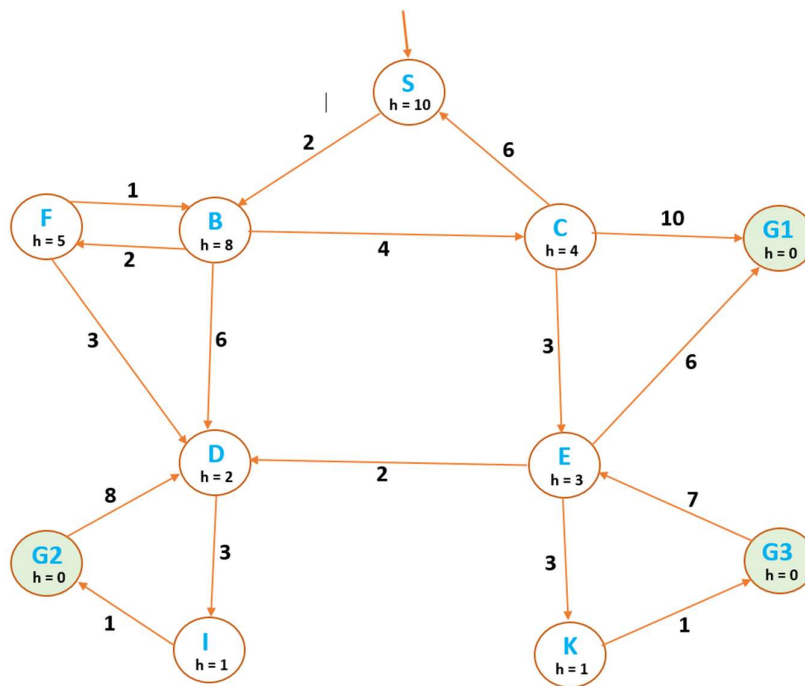 S
h = 10
2
6
1
F
h = 5
B
h = 8
C
h = 4
10
G1
h = 0
2
4
3
6
3
6
D
h = 2
E
h = 3
2
8
7
G2
h = 0
3
3
G3
h = 0
1
1
I
h = 1
K
h = 1